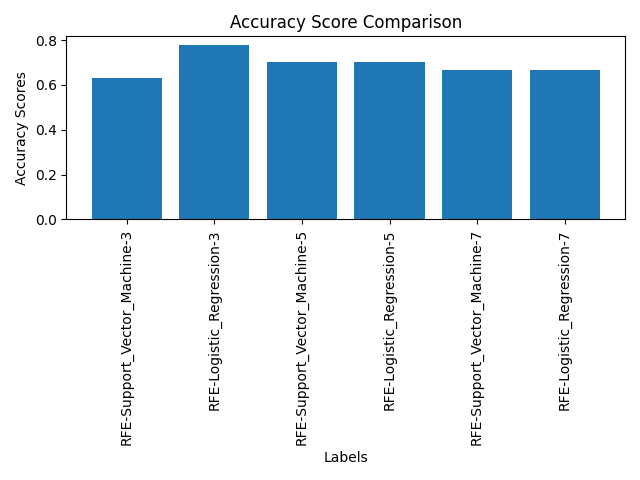 Accuracy Score Comparison
Accuracy Scores
0.8
0.6
0.4
0.2
0.0
RFE-Support_Vector_Machine-3
RFE-Logistic_Regression-3
RFE-Support_Vector_Machine-5
RFE-Logistic_Regression-5
RFE-Support_Vector_Machine-7
RFE-Logistic_Regression-7
Labels